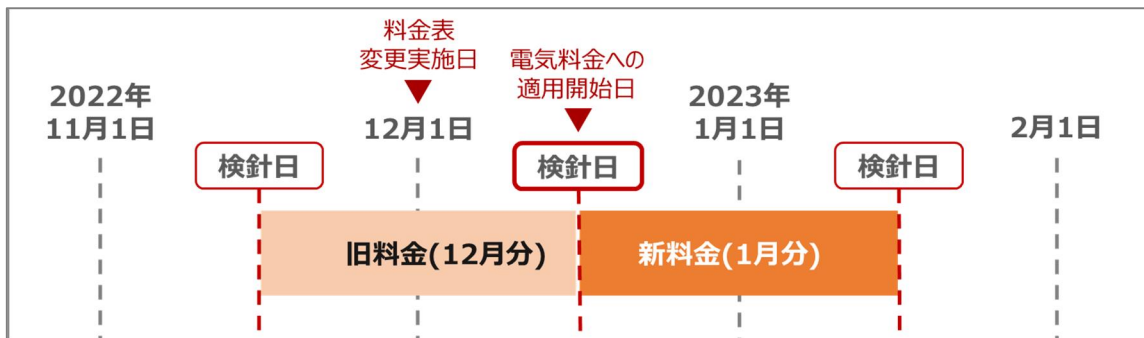 料金表
変更実施日
電気料金への
適用開始日
2022年
11月1日
12月1日
2023年
1月1日
2月1日
検針日
検針日
検針日
旧料金(12月分)
新料金(1月分)